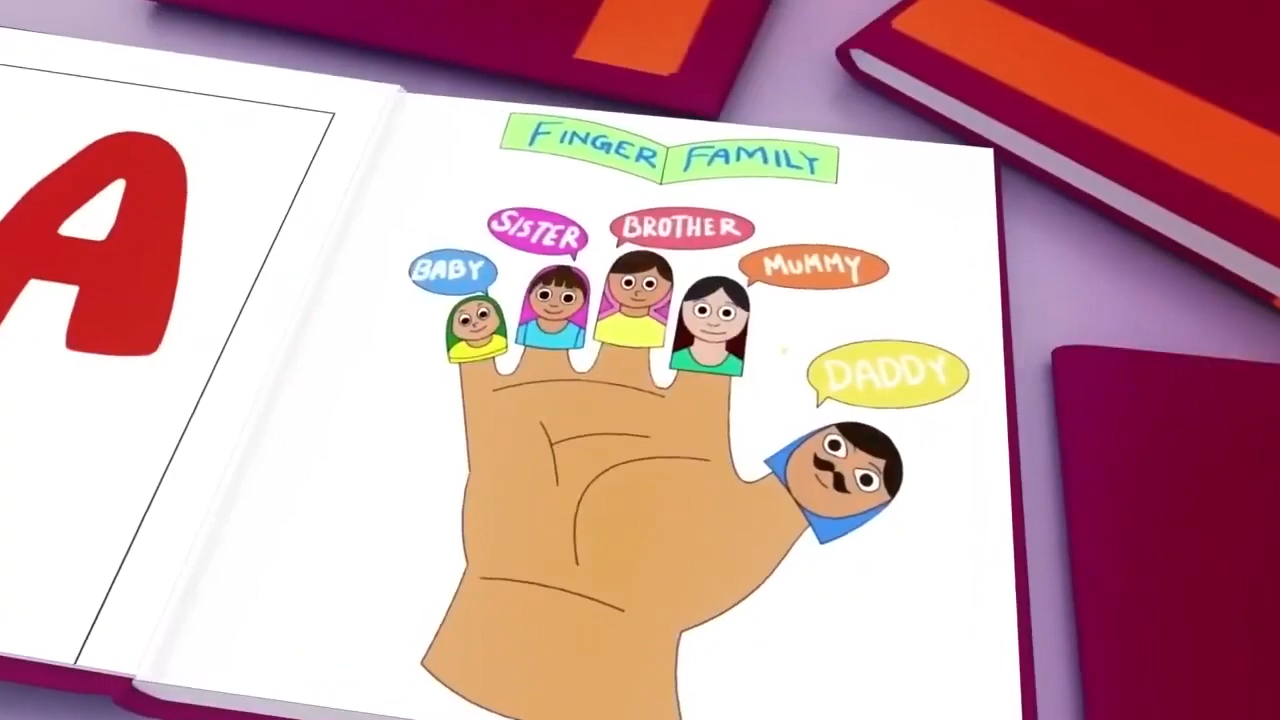 A
FINGER FAMILY
SISTER
BROTHER
BABY
MUMMY
DADDY